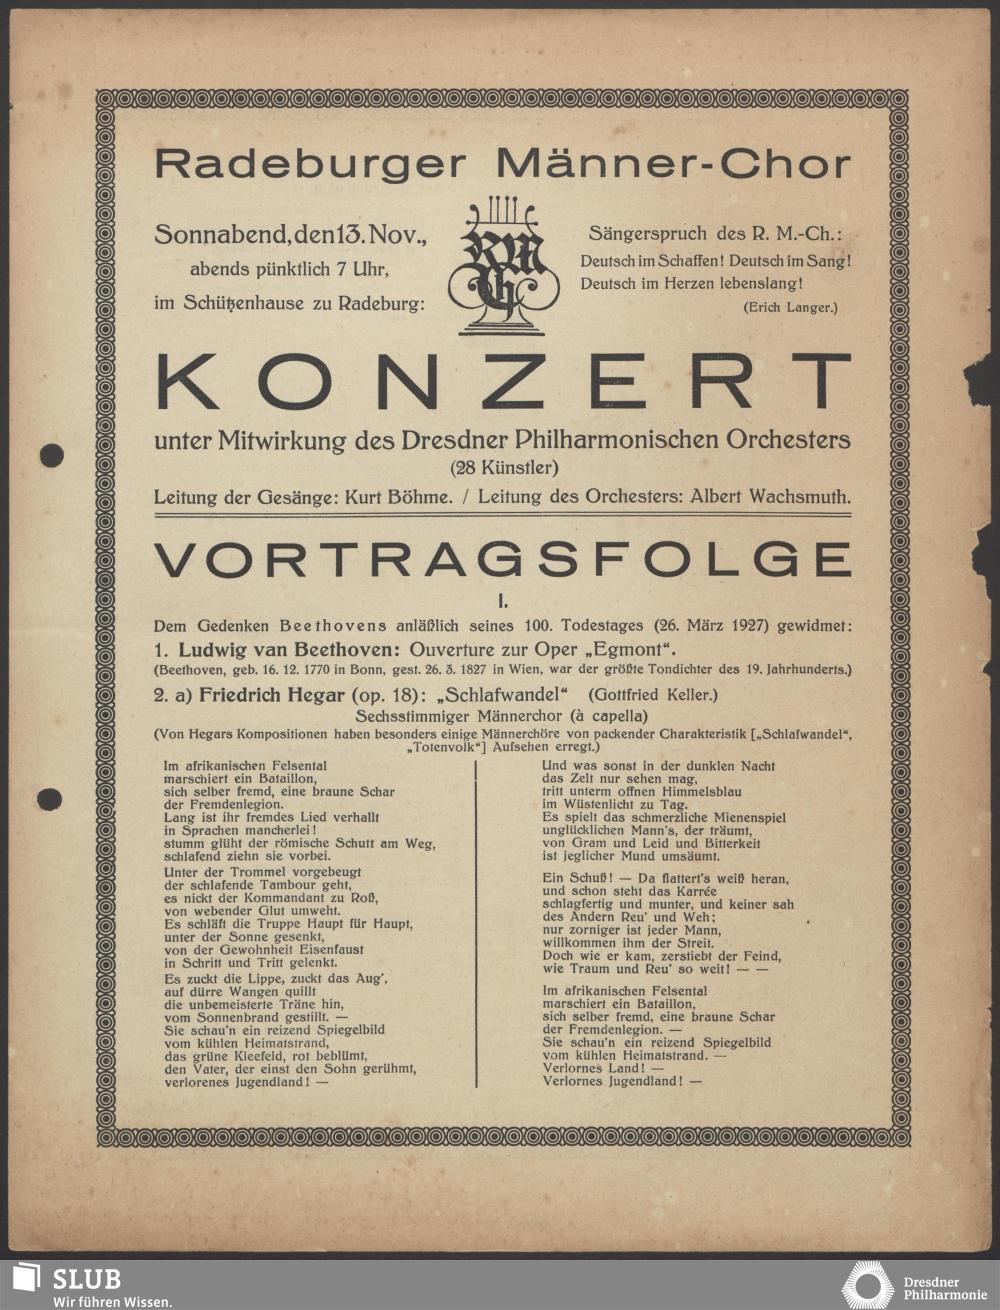 Radeburger Männer-Chor
Sonnabend, den 13. Nov.,
abends pünktlich 7 Uhr,
im Schützenhause zu Radeburg:
RMCh
Sängerspruch des R. M.-Ch.:
Deutsch im Schaffen! Deutsch im Sang!
Deutsch im Herzen lebenslang!
(Erich Langer.)
KONZERT
unter Mitwirkung des Dresdner Philharmonischen Orchesters
(28 Künstler)
Leitung der Gesänge: Kurt Böhme. / Leitung des Orchesters: Albert Wachsmuth.
VORTRAGSFOLGE
I.
Dem Gedenken Beethovens anläßlich seines 100. Todestages (26. März 1927) gewidmet:
1. Ludwig van Beethoven: Ouverture zur Oper „Egmont“.
(Beethoven, geb. 16. 12. 1770 in Bonn, gest. 26. 3. 1827 in Wien, war der größte Tondichter des 19. Jahrhunderts.)
2. a) Friedrich Hegar (op. 18): „Schlafwandel“ (Gottfried Keller.)
Sechsstimmiger Männerchor (à capella)
(Von Hegars Kompositionen haben besonders einige Männerchöre von packender Charakteristik [„Schlafwandel“,
„Totenvolk“] Aufsehen erregt.)
Im afrikanischen Felsental
marschiert ein Bataillon,
sich selber fremd, eine braune Schar
der Fremdenlegion.
Lang ist ihr fremdes Lied verhallt
in Sprachen mancherlei!
stumm glüht der römische Schutt am Weg,
schlafend ziehn sie vorbei.
Unter der Trommel vorgebeugt
der schlafende Tambour geht,
es nickt der Kommandant zu Roß,
von webender Glut umweht.
Es schläft die Truppe Haupt für Haupt,
unter der Sonne gesenkt,
von der Gewohnheit Eisenfaust
in Schritt und Tritt gelenkt.
Es zuckt die Lippe, zuckt das Aug',
auf dürre Wangen quillt
die unbemeisterte Träne hin,
vom Sonnenbrand gestillt. —
Sie schau'n ein reizend Spiegelbild
vom kühlen Heimatstrand,
das grüne Kleefeld, rot beblümt,
den Vater, der einst den Sohn gerühmt,
verlorenes Jugendland! —
Und was sonst in der dunklen Nacht
das Zelt nur sehen mag,
tritt unterm offnen Himmelsblau
im Wüstenlicht zu Tag.
Es spielt das schmerzliche Mienenspiel
unglücklichen Mann's, der träumt,
von Gram und Leid und Bitterkeit
ist jeglicher Mund umsäumt.
Ein Schuß! — Da flattert's weiß heran,
und schon steht das Karrée
schlagfertig und munter, und keiner sah
des Andern Reu' und Weh;
nur zorniger ist jeder Mann,
willkommen ihm der Streit.
Doch wie er kam, zerstiebt der Feind,
wie Traum und Reu' so weit! — —
Im afrikanischen Felsental
marschiert ein Bataillon,
sich selber fremd, eine braune Schar
der Fremdenlegion. —
Sie schau'n ein reizend Spiegelbild
vom kühlen Heimatstrand. —
Verlornes Land! —
Verlornes Jugendland! —
SLUB
Wir führen Wissen.
Dresdner
Philharmonie